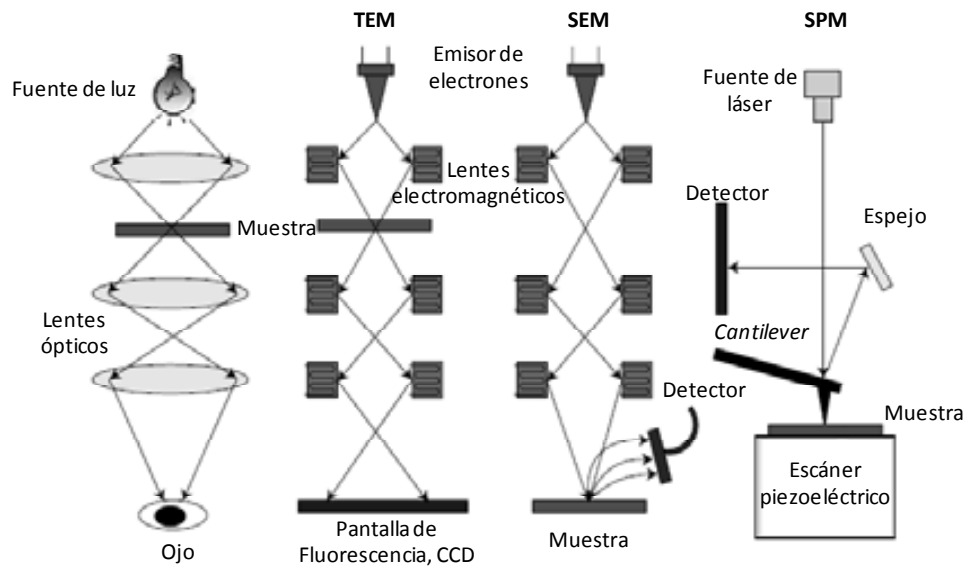 TEM
SEM
SPM
Fuente de luz
Emisor de
electrones
Fuente de
láser
Lentes
electromagnéticos
Detector
Espejo
Muestra
Lentes
ópticos
Cantilever
Detector
Muestra
Escáner
piezoeléctrico
Ojo
Pantalla de
Fluorescencia, CCD
Muestra